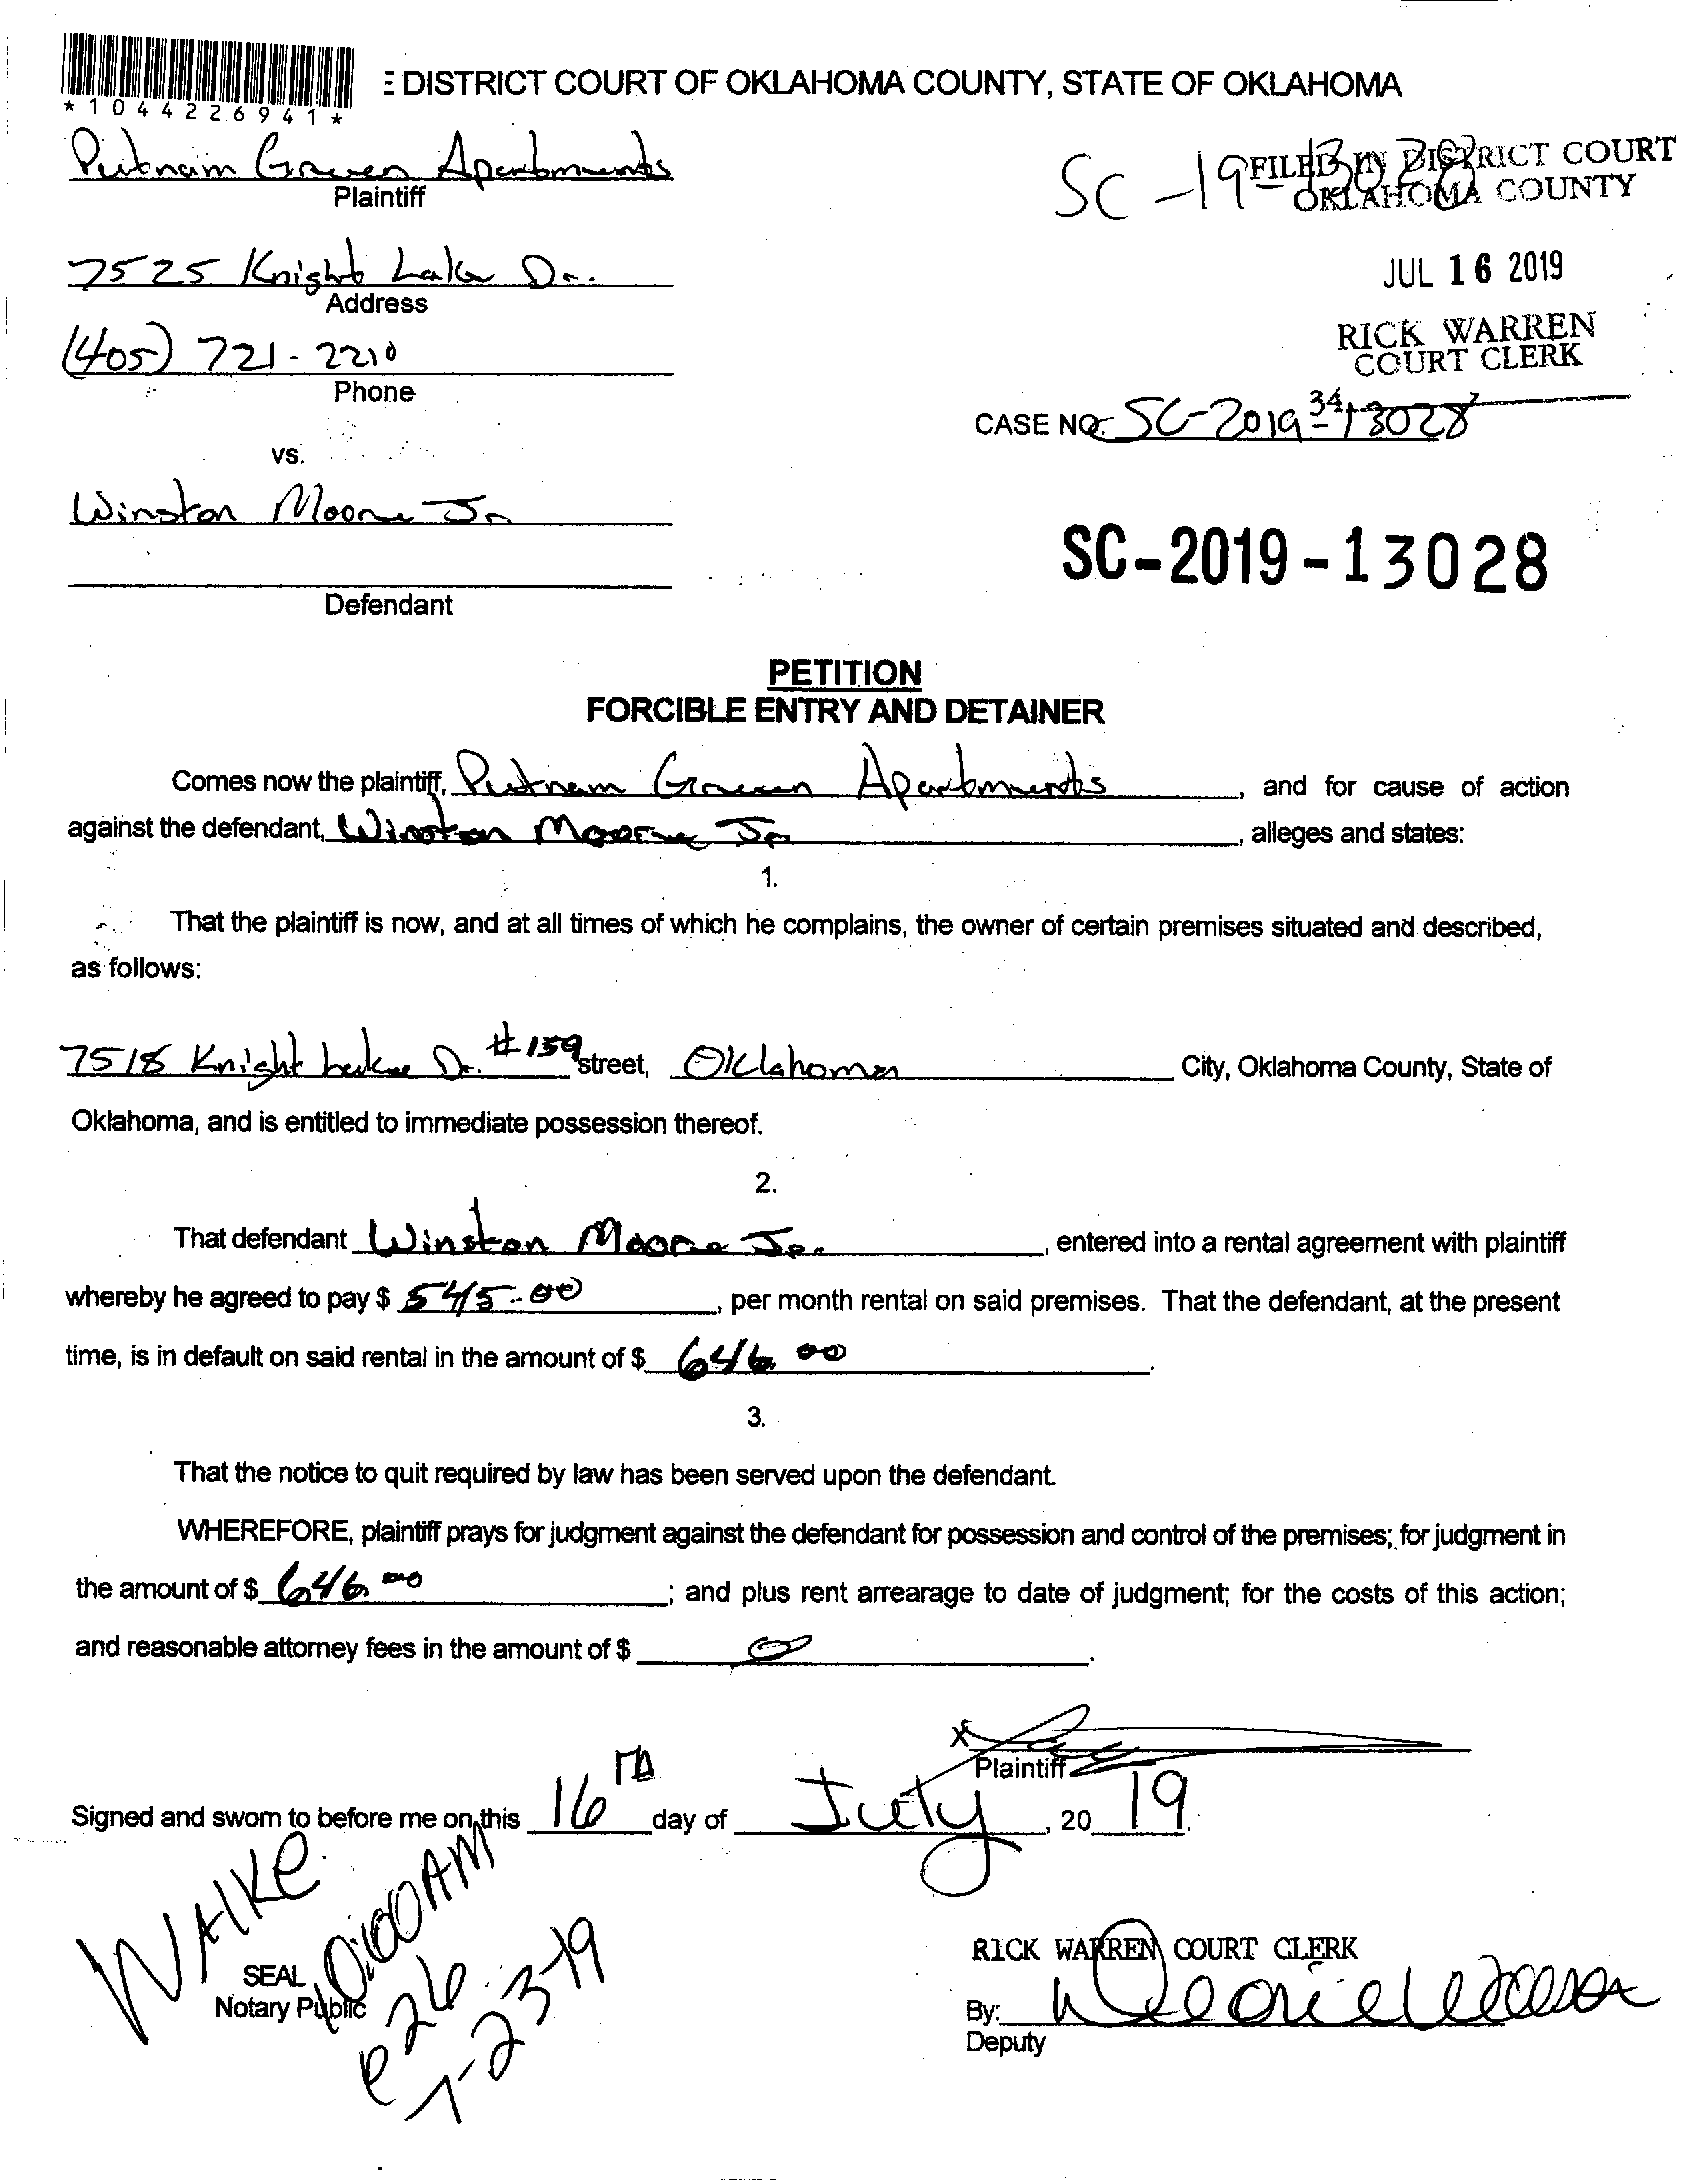 E DISTRICT COURT OF OKLAHOMA COUNTY, STATE OF OKLAHOMA
*1044226941*
Putnam Green Apartments
Plaintiff
SC-19-13028
FILED IN DISTRICT COURT
OKLAHOMA COUNTY
7525 Knight Lake Dr.
Address
JUL 16 2019
(405) 721-2210
Phone
RICK WARREN
COURT CLERK
CASE NO. SC-2019-13028
34
vs.
Winston Moore Jr
SC-2019-13028
Defendant
PETITION
FORCIBLE ENTRY AND DETAINER
Comes now the plaintiff, Putnam Green Apartments, and for cause of action
against the defendant, Winston Moore Jr, alleges and states:
1.
That the plaintiff is now, and at all times of which he complains, the owner of certain premises situated and described,
as follows:
7518 Knight Lake Dr. #159 street, Oklahoma City, Oklahoma County, State of
Oklahoma, and is entitled to immediate possession thereof.
2.
That defendant Winston Moore Jr., entered into a rental agreement with plaintiff
whereby he agreed to pay $ 545.00, per month rental on said premises. That the defendant, at the present
time, is in default on said rental in the amount of $ 646.00.
3.
That the notice to quit required by law has been served upon the defendant.
WHEREFORE, plaintiff prays for judgment against the defendant for possession and control of the premises; for judgment in
the amount of $ 646.00; and plus rent arrearage to date of judgment; for the costs of this action;
and reasonable attorney fees in the amount of $ 0.
x
Plaintiff
Signed and sworn to before me on this 16th day of July, 2019.
WALKE
10:00AM
226
7-23-19
SEAL
Notary Public
RICK WARREN COURT CLERK
By:
Deputy